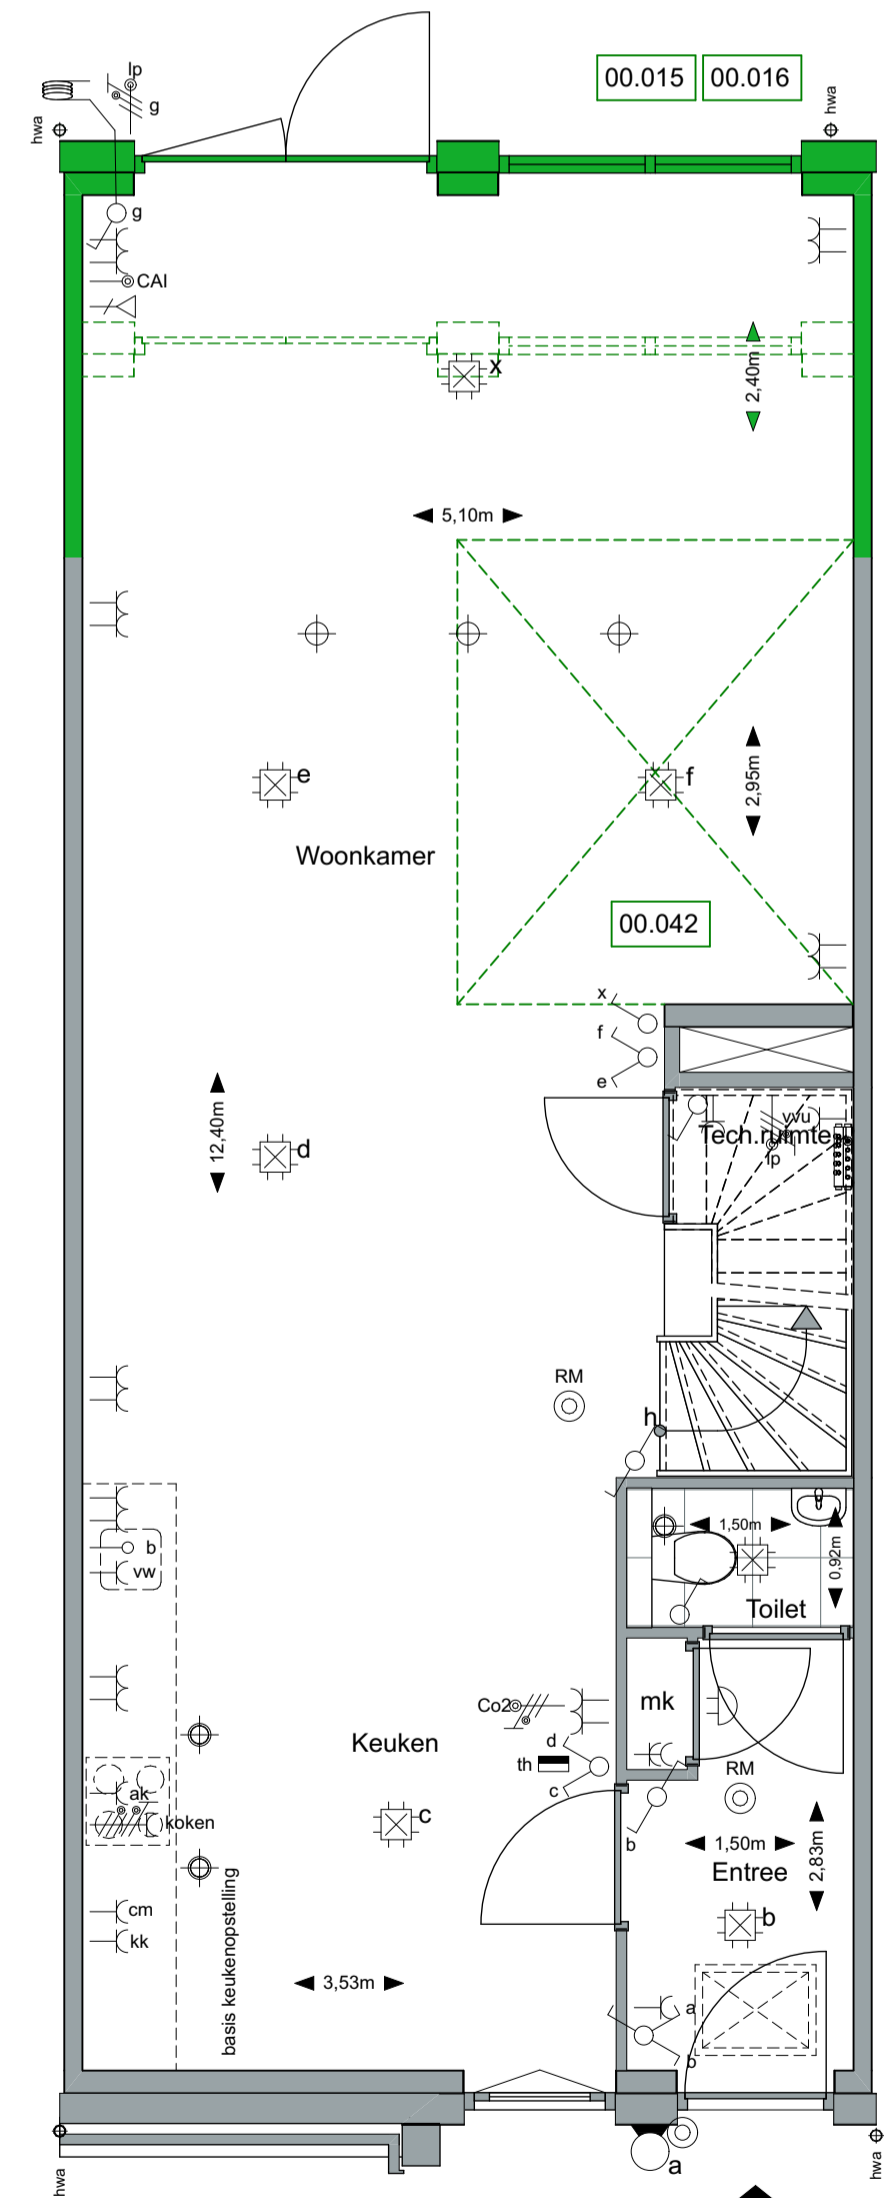 lp
g
hwa
00.015
00.016
hwa
g
CAI
x
2,40m
5,10m
e
f
2,95m
Woonkamer
00.042
x
f
e
12,40m
d
vvu
Tech.ruimte
lp
RM
h
b
vw
1,50m
0,92m
Toilet
Co2
mk
d
th
c
Keuken
RM
ak
koken
c
b
1,50m
2,83m
Entree
b
cm
kk
basis keukenopstelling
3,53m
a
b
a
hwa
hwa